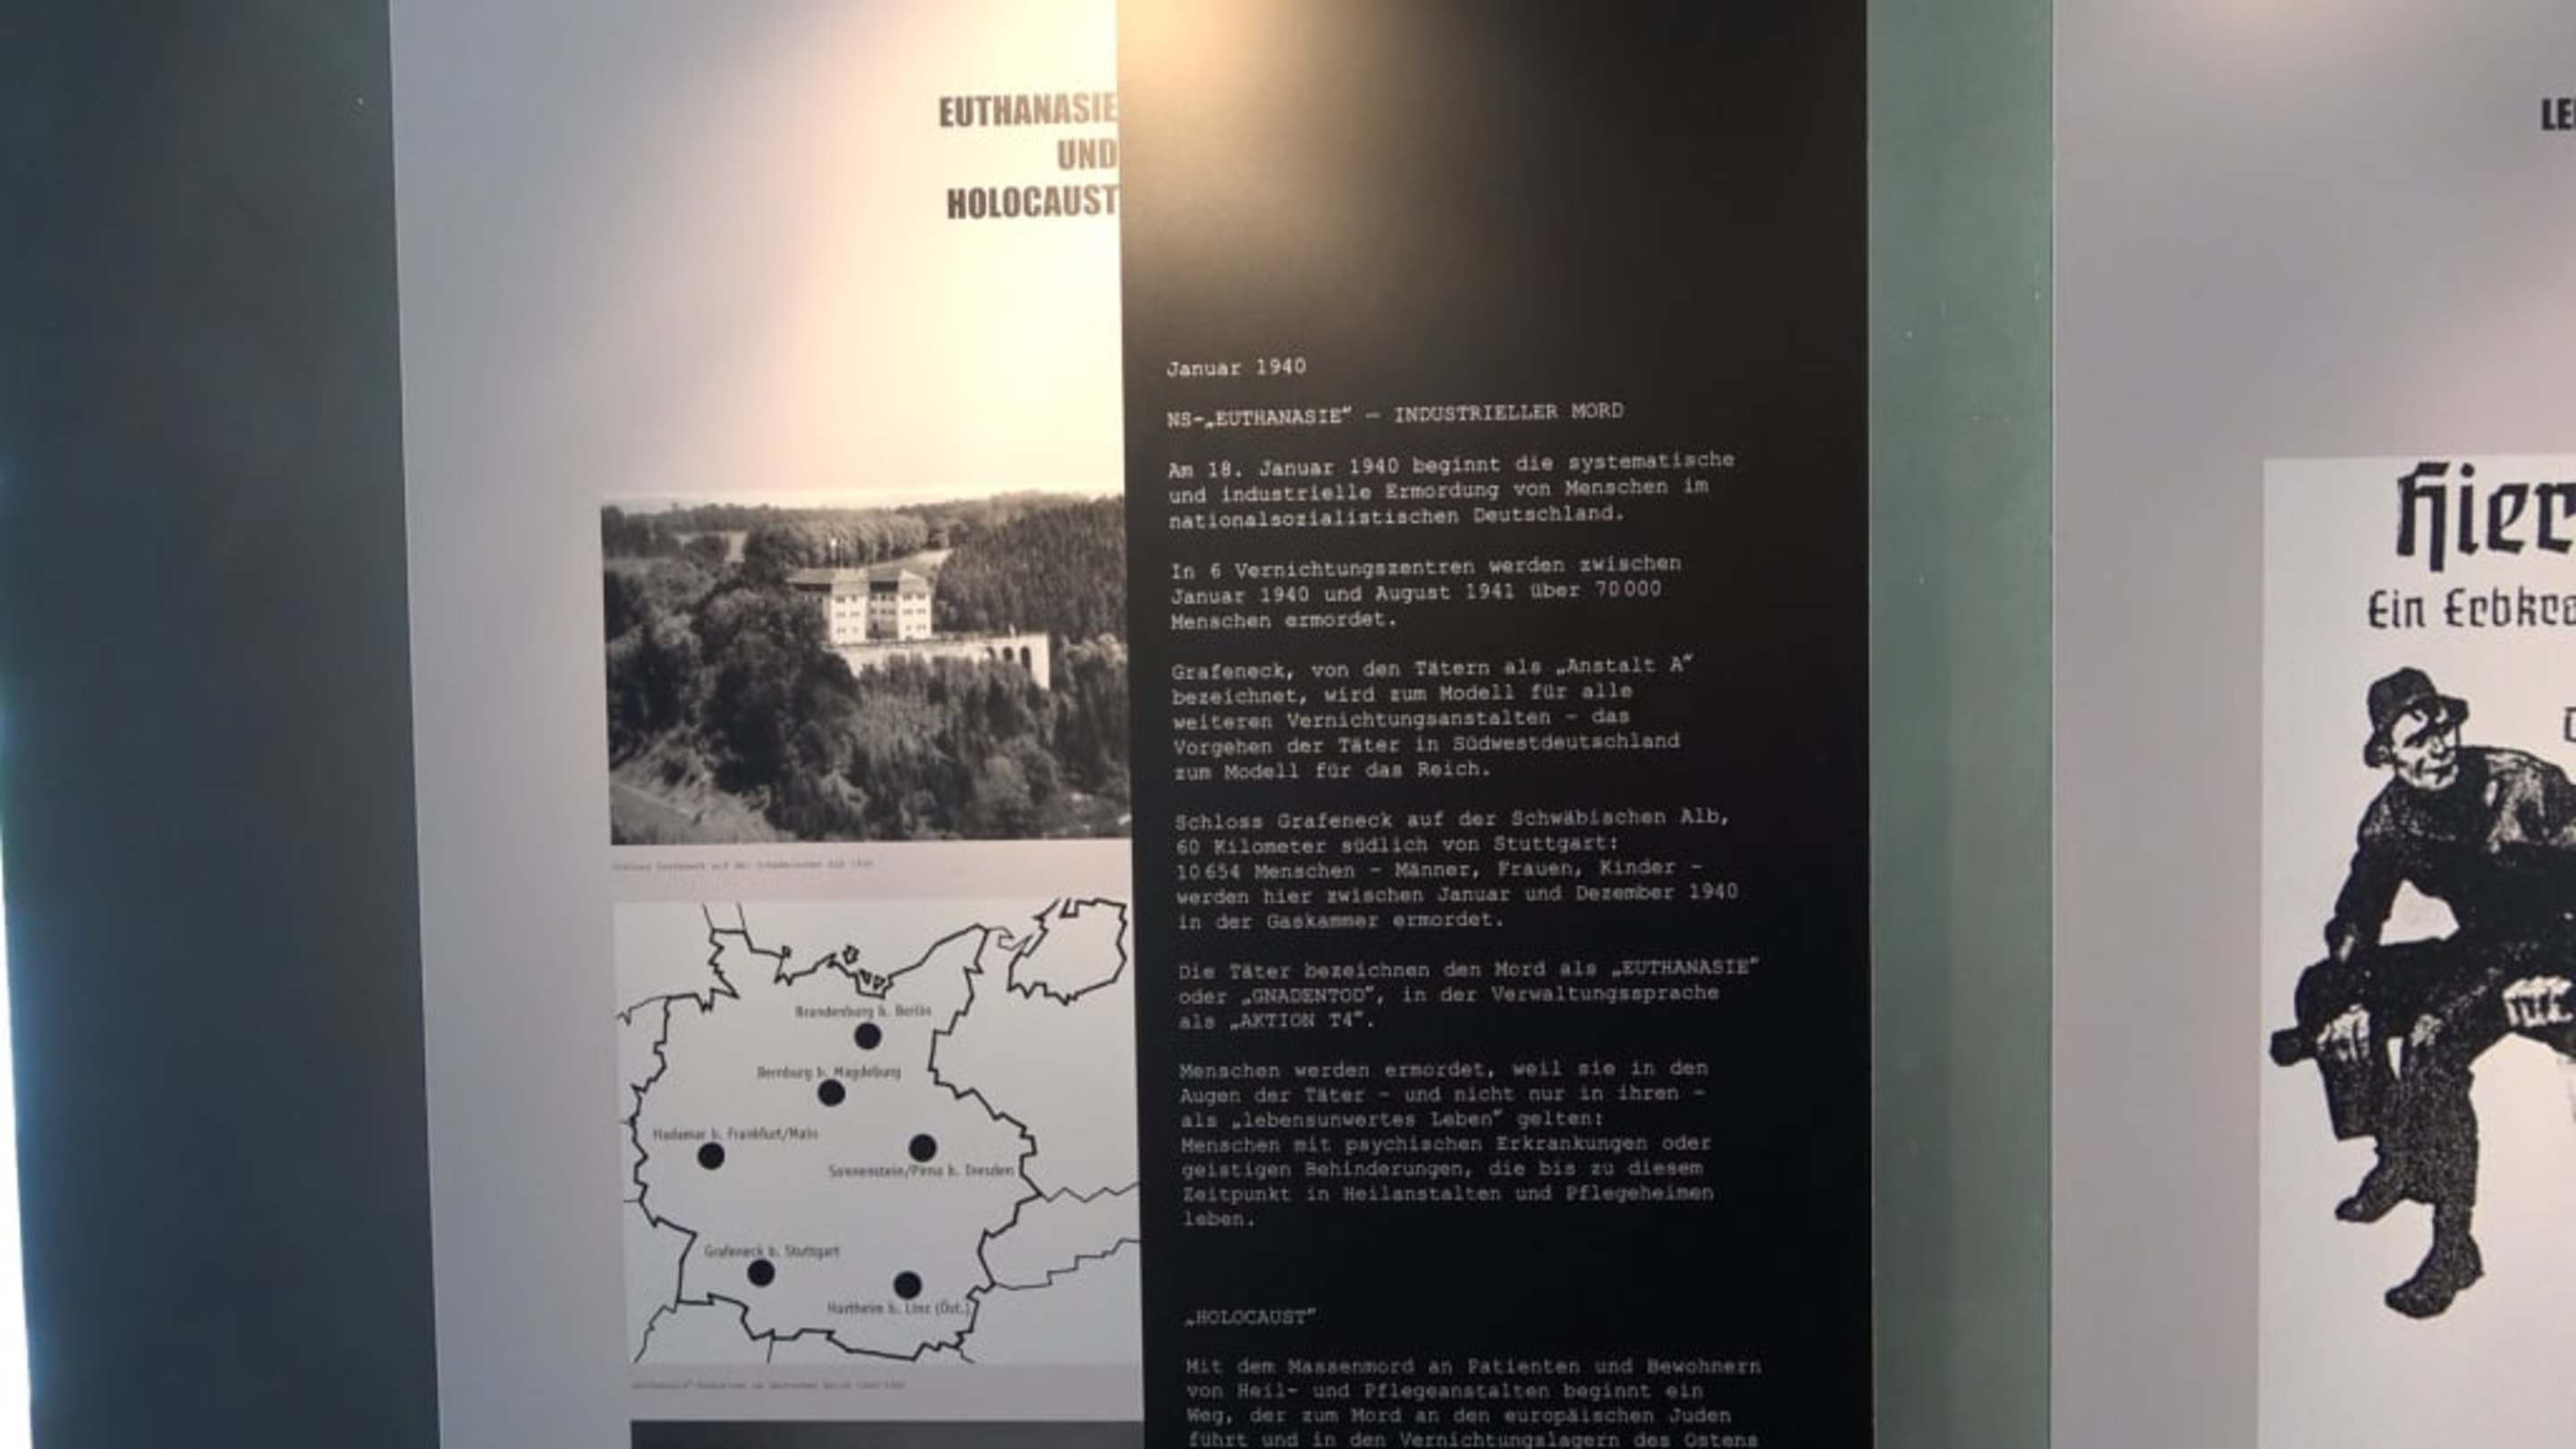 EUTHANASIE
UND
HOLOCAUST
Brandenburg b. Berlin
Bernburg b. Magdeburg
Hadamar b. Frankfurt/Main
Sonnenstein/Pirna b. Dresden
Grafeneck b. Stuttgart
Hartheim b. Linz (Öst.)
Januar 1940
NS-„EUTHANASIE" – INDUSTRIELLER MORD
Am 18. Januar 1940 beginnt die systematische
und industrielle Ermordung von Menschen im
nationalsozialistischen Deutschland.
In 6 Vernichtungszentren werden zwischen
Januar 1940 und August 1941 über 70000
Menschen ermordet.
Grafeneck, von den Tätern als „Anstalt A"
bezeichnet, wird zum Modell für alle
weiteren Vernichtungsanstalten – das
Vorgehen der Täter in Südwestdeutschland
zum Modell für das Reich.
Schloss Grafeneck auf der Schwäbischen Alb,
60 Kilometer südlich von Stuttgart:
10654 Menschen – Männer, Frauen, Kinder –
werden hier zwischen Januar und Dezember 1940
in der Gaskammer ermordet.
Die Täter bezeichnen den Mord als „EUTHANASIE"
oder „GNADENTOD", in der Verwaltungssprache
als „AKTION T4".
Menschen werden ermordet, weil sie in den
Augen der Täter – und nicht nur in ihren –
als „lebensunwertes Leben" gelten:
Menschen mit psychischen Erkrankungen oder
geistigen Behinderungen, die bis zu diesem
Zeitpunkt in Heilanstalten und Pflegeheimen
leben.
„HOLOCAUST"
Mit dem Massenmord an Patienten und Bewohnern
von Heil- und Pflegeanstalten beginnt ein
Weg, der zum Mord an den europäischen Juden
führt und in den Vernichtungslagern des Ostens
LE
Hier
Ein